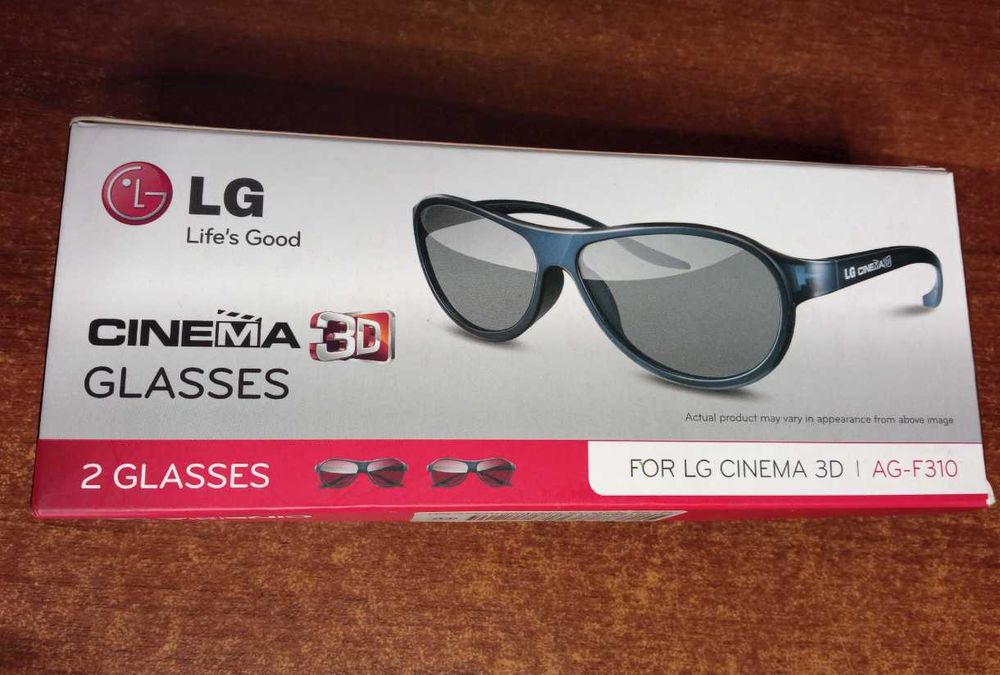 LG
Life's Good
CINEMA 3D
GLASSES
LG CINEMA 3D
Actual product may vary in appearance from above image
2 GLASSES
FOR LG CINEMA 3D | AG-F310